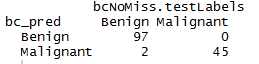 bcNoMiss.testLabels
bc_pred Benign Malignant
Benign 97 0
Malignant 2 45